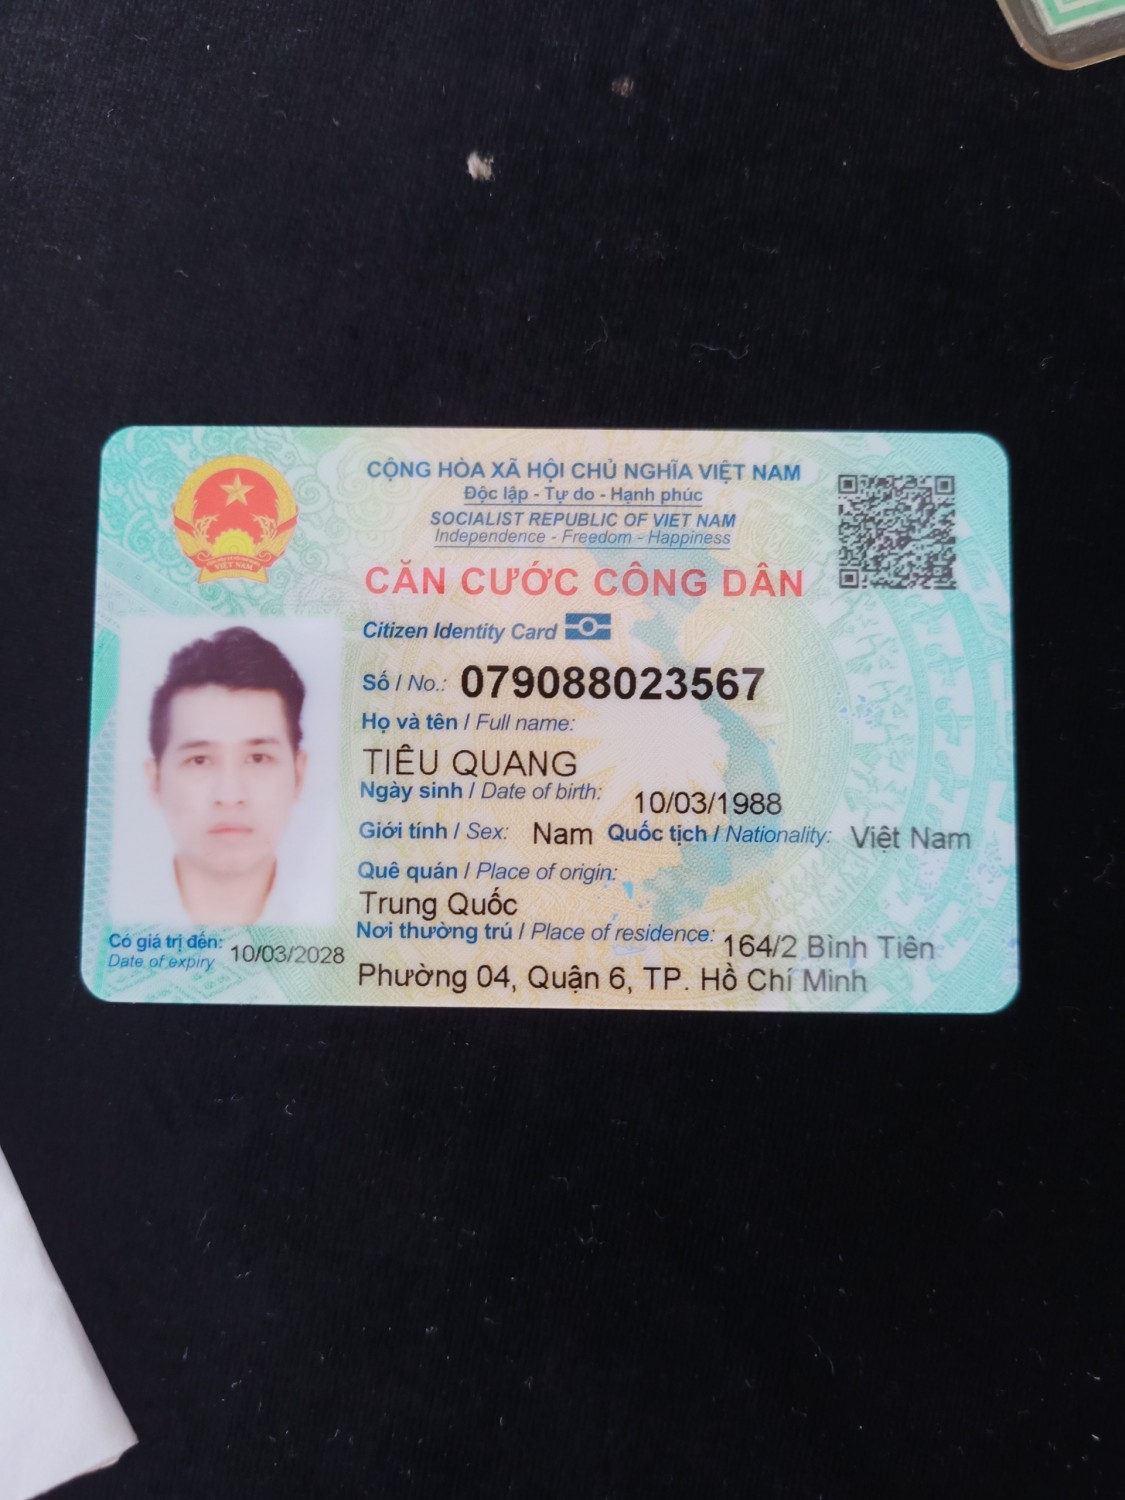 CỘNG HÒA XÃ HỘI CHỦ NGHĨA VIỆT NAM
Độc lập - Tự do - Hạnh phúc
SOCIALIST REPUBLIC OF VIET NAM
Independence - Freedom - Happiness
CĂN CƯỚC CÔNG DÂN
Citizen Identity Card
VIỆT NAM
Số / No.: 079088023567
Họ và tên / Full name:
TIÊU QUANG
Ngày sinh / Date of birth: 10/03/1988
Giới tính / Sex: Nam Quốc tịch / Nationality: Việt Nam
Quê quán / Place of origin:
Trung Quốc
Nơi thường trú / Place of residence: 164/2 Bình Tiên
Phường 04, Quận 6, TP. Hồ Chí Minh
Có giá trị đến: 10/03/2028
Date of expiry